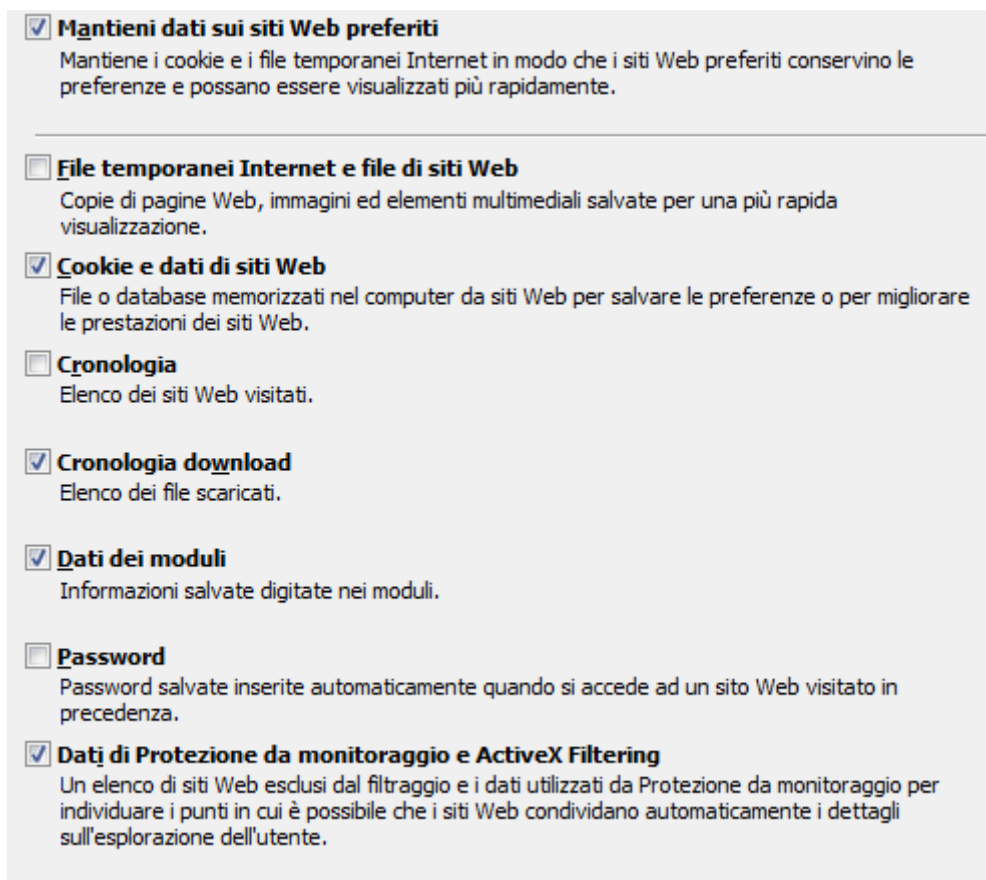 Mantieni dati sui siti Web preferiti
Mantiene i cookie e i file temporanei Internet in modo che i siti Web preferiti conservino le
preferenze e possano essere visualizzati più rapidamente.
File temporanei Internet e file di siti Web
Copie di pagine Web, immagini ed elementi multimediali salvate per una più rapida
visualizzazione.
Cookie e dati di siti Web
File o database memorizzati nel computer da siti Web per salvare le preferenze o per migliorare
le prestazioni dei siti Web.
Cronologia
Elenco dei siti Web visitati.
Cronologia download
Elenco dei file scaricati.
Dati dei moduli
Informazioni salvate digitate nei moduli.
Password
Password salvate inserite automaticamente quando si accede ad un sito Web visitato in
precedenza.
Dati di Protezione da monitoraggio e ActiveX Filtering
Un elenco di siti Web esclusi dal filtraggio e i dati utilizzati da Protezione da monitoraggio per
individuare i punti in cui è possibile che i siti Web condividano automaticamente i dettagli
sull'esplorazione dell'utente.